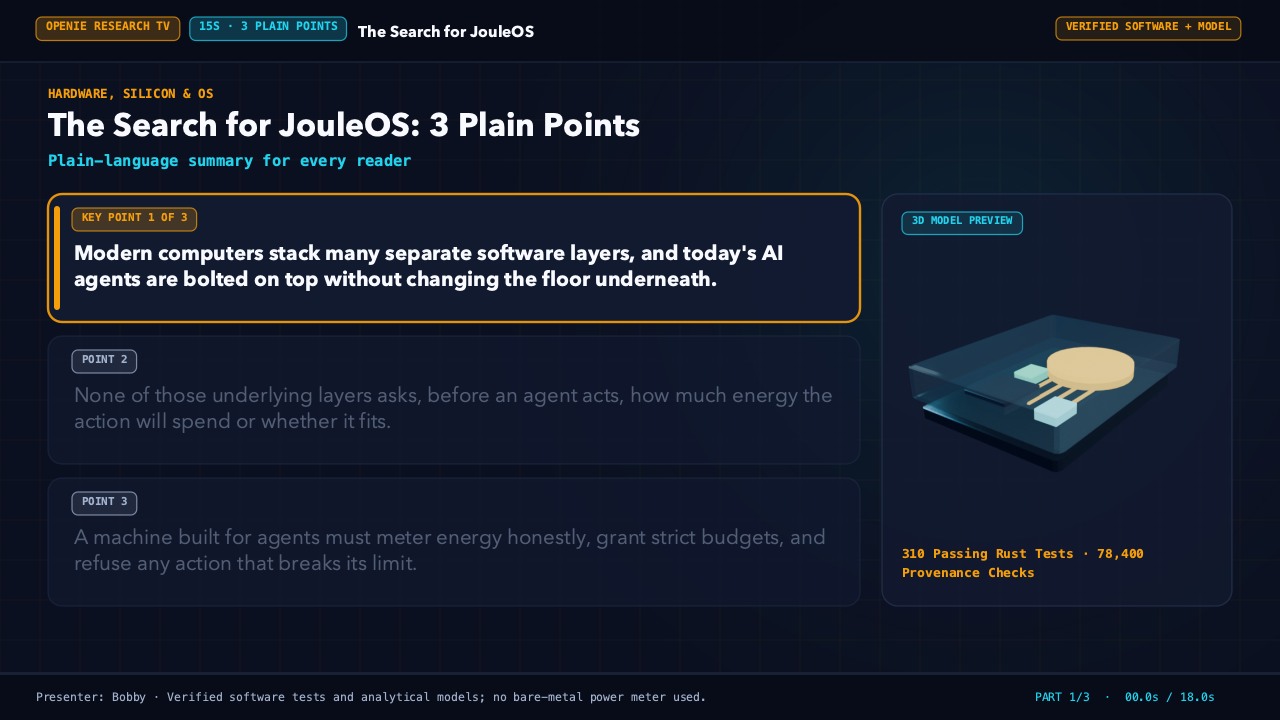 OPENIE RESEARCH TV
15S · 3 PLAIN POINTS
The Search for JouleOS
VERIFIED SOFTWARE + MODEL
HARDWARE, SILICON & OS
The Search for JouleOS: 3 Plain Points
Plain–language summary for every reader
KEY POINT 1 OF 3
Modern computers stack many separate software layers, and today's AI
agents are bolted on top without changing the floor underneath.
POINT 2
None of those underlying layers asks, before an agent acts, how much energy the
action will spend or whether it fits.
POINT 3
A machine built for agents must meter energy honestly, grant strict budgets, and
refuse any action that breaks its limit.
3D MODEL PREVIEW
310 Passing Rust Tests · 78,400
Provenance Checks
Presenter: Bobby · Verified software tests and analytical models; no bare–metal power meter used.
PART 1/3 · 00.0s / 18.0s